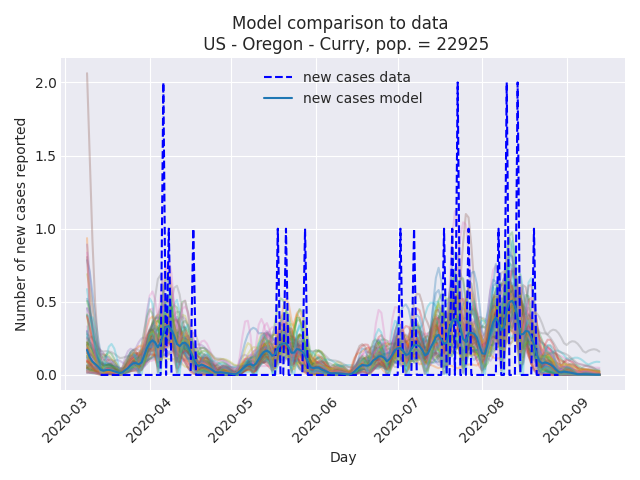 Model comparison to data
US - Oregon - Curry, pop. = 22925
new cases data
new cases model
Number of new cases reported
2.0
1.5
1.0
0.5
0.0
2020-03
2020-04
2020-05
2020-06
2020-07
2020-08
2020-09
Day